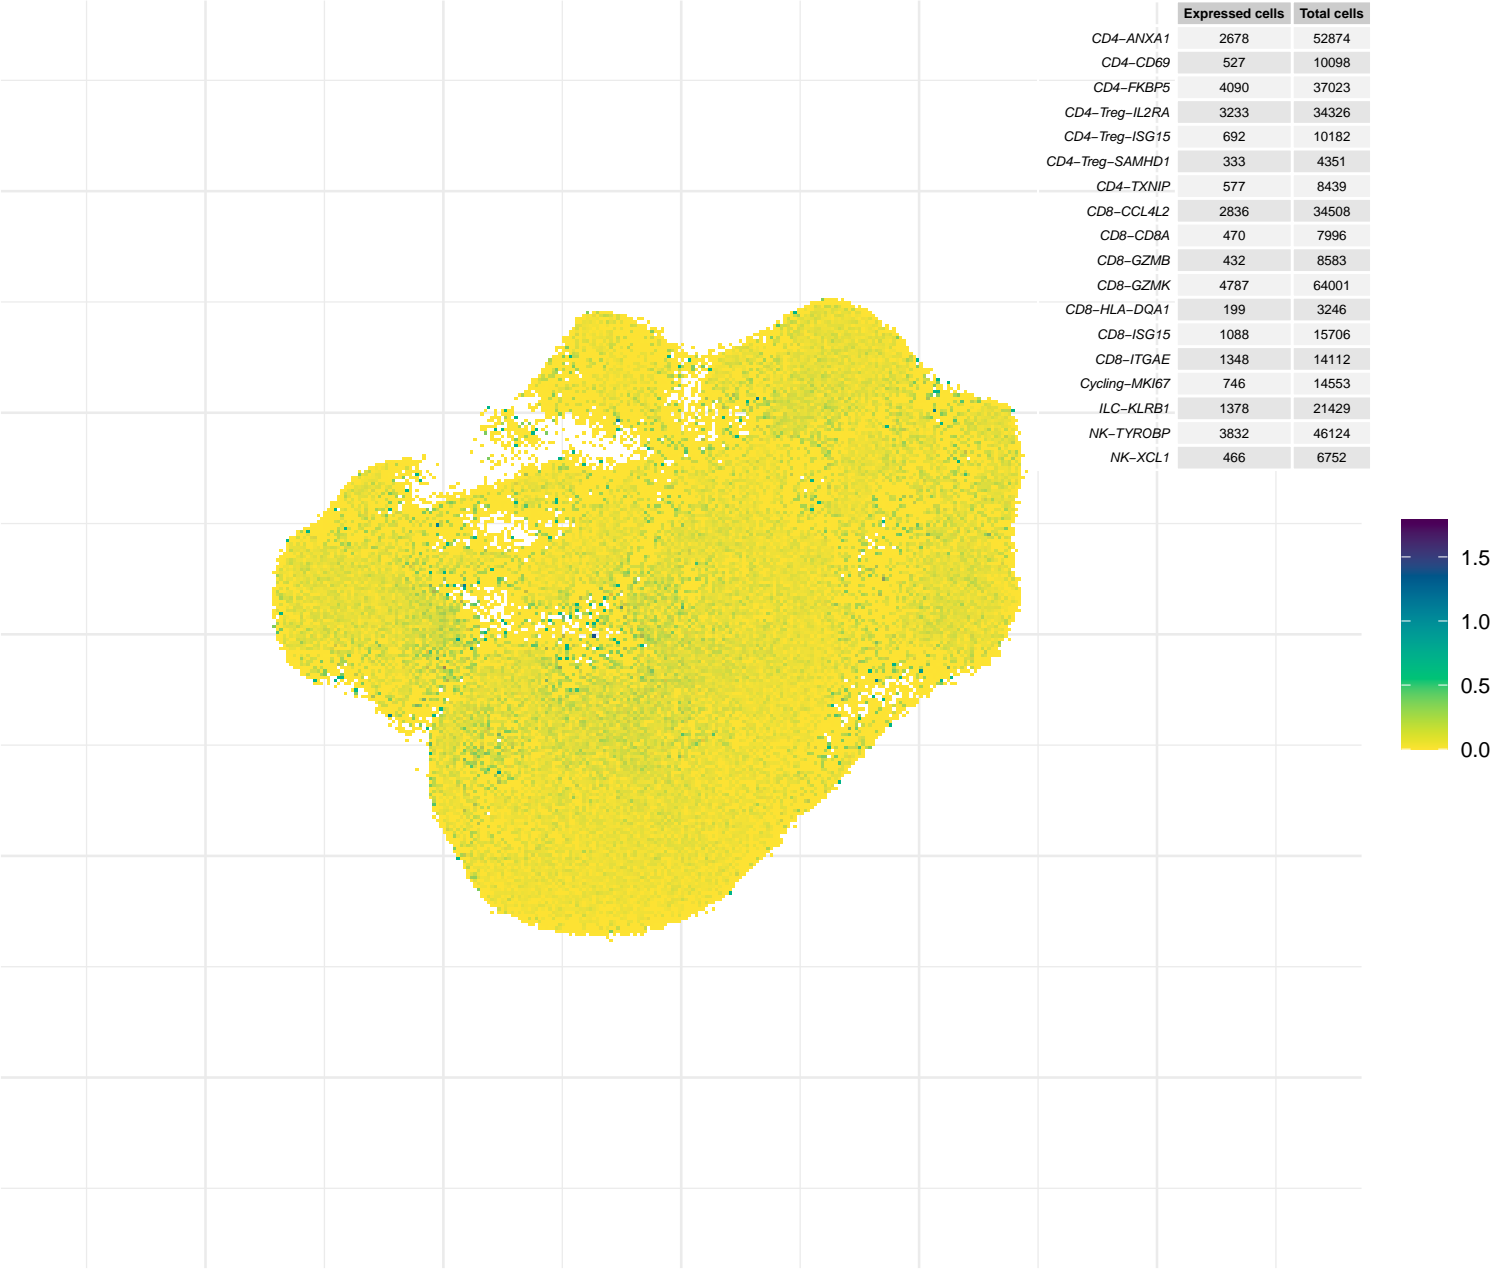 Expressed cells Total cells
CD4−ANXA1 2678 52874
CD4−CD69 527 10098
CD4−FKBP5 4090 37023
CD4−Treg−IL2RA 3233 34326
CD4−Treg−ISG15 692 10182
CD4−Treg−SAMHD1 333 4351
CD4−TXNIP 577 8439
CD8−CCL4L2 2836 34508
CD8−CD8A 470 7996
CD8−GZMB 432 8583
CD8−GZMK 4787 64001
CD8−HLA−DQA1 199 3246
CD8−ISG15 1088 15706
CD8−ITGAE 1348 14112
Cycling−MKI67 746 14553
ILC−KLRB1 1378 21429
NK−TYROBP 3832 46124
NK−XCL1 466 6752
1.5
1.0
0.5
0.0